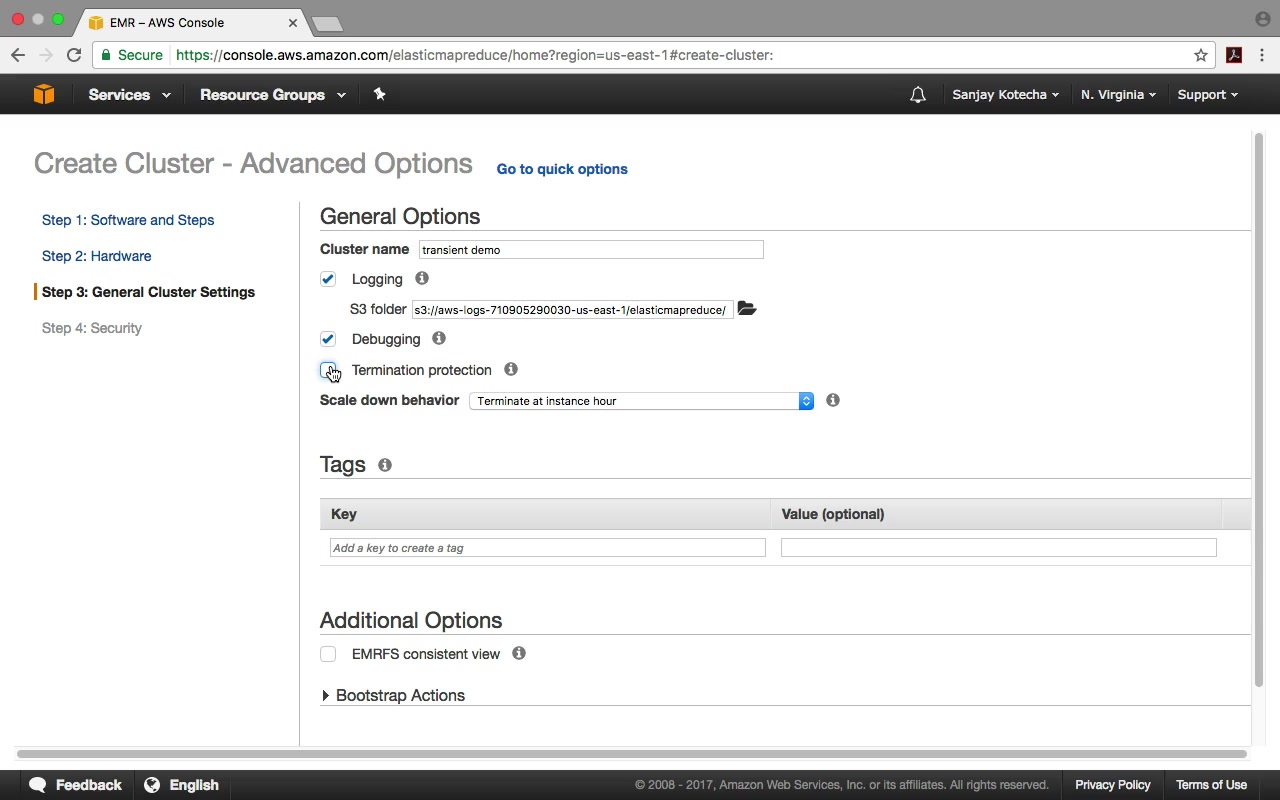 EMR – AWS Console
Secure https://console.aws.amazon.com/elasticmapreduce/home?region=us-east-1#create-cluster:
Services Resource Groups Sanjay Kotecha N. Virginia Support
Create Cluster - Advanced Options Go to quick options
Step 1: Software and Steps
Step 2: Hardware
Step 3: General Cluster Settings
Step 4: Security
General Options
Cluster name transient demo
Logging
S3 folder s3://aws-logs-710905290030-us-east-1/elasticmapreduce/
Debugging
Termination protection
Scale down behavior Terminate at instance hour
Tags
Key Value (optional)
Add a key to create a tag
Additional Options
EMRFS consistent view
Bootstrap Actions
Feedback English © 2008 - 2017, Amazon Web Services, Inc. or its affiliates. All rights reserved. Privacy Policy Terms of Use